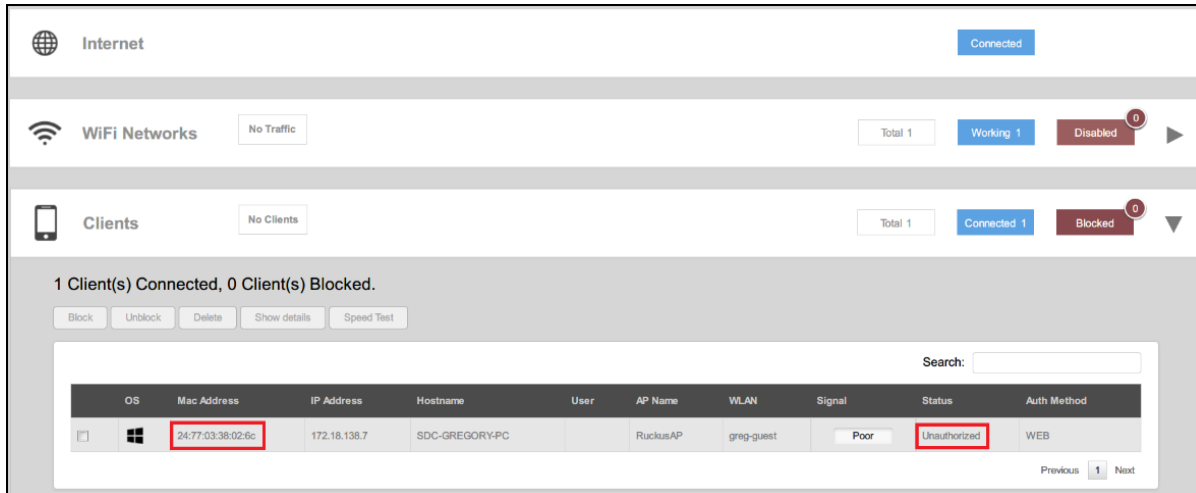 Internet
Connected
WiFi Networks
No Traffic
Total 1
Working 1
Disabled
0
Clients
No Clients
Total 1
Connected 1
Blocked
0
1 Client(s) Connected, 0 Client(s) Blocked.
Block Unblock Delete Show details Speed Test
Search:
OS Mac Address IP Address Hostname User AP Name WLAN Signal Status Auth Method
24:77:03:38:02:6c 172.18.138.7 SDC-GREGORY-PC RuckusAP greg-guest Poor Unauthorized WEB
Previous 1 Next